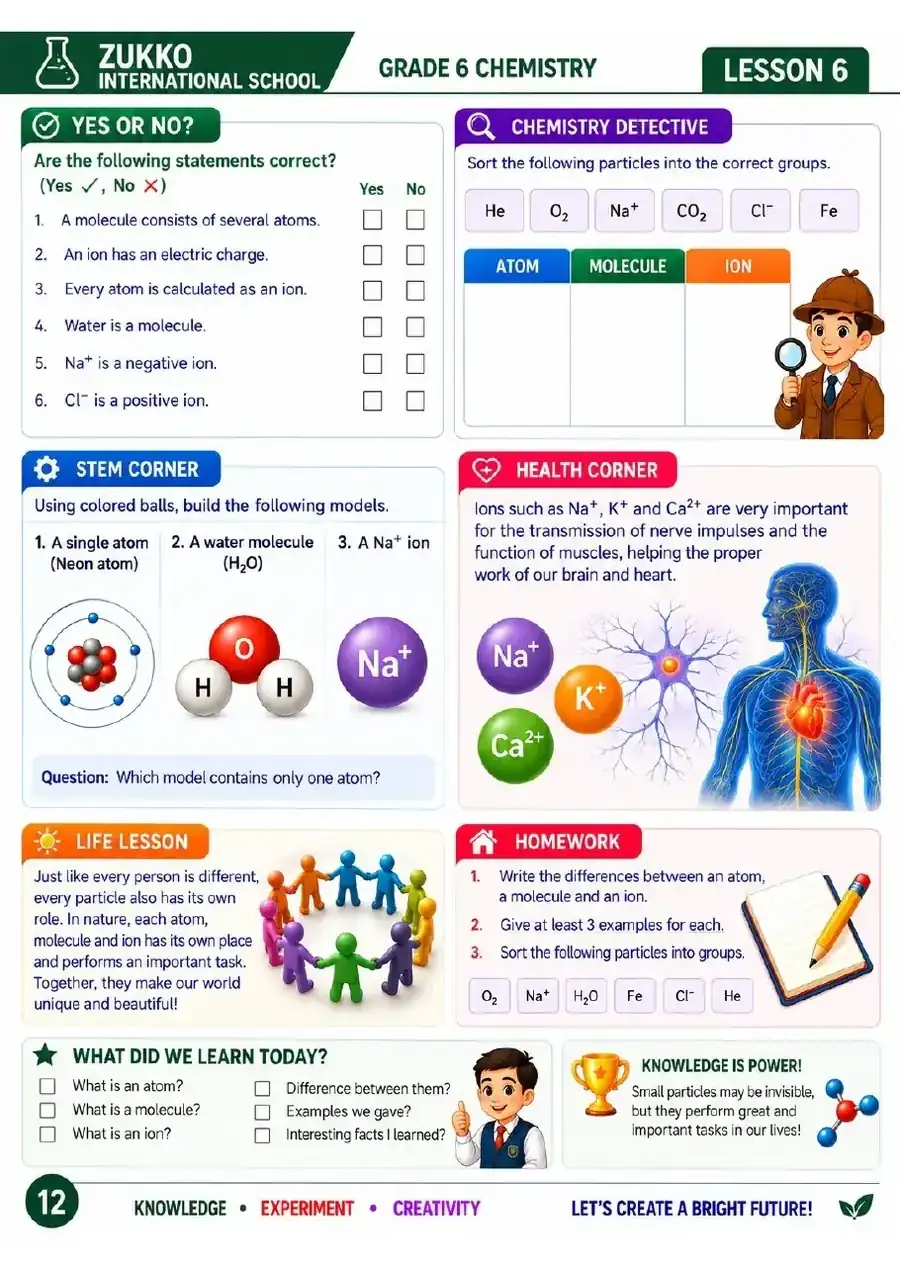 ZUKKO
INTERNATIONAL SCHOOL
GRADE 6 CHEMISTRY
LESSON 6
YES OR NO?
Are the following statements correct?
(Yes ✓, No ✗)
Yes No
1. A molecule consists of several atoms.
2. An ion has an electric charge.
3. Every atom is calculated as an ion.
4. Water is a molecule.
5. Na⁺ is a negative ion.
6. Cl⁻ is a positive ion.
CHEMISTRY DETECTIVE
Sort the following particles into the correct groups.
He O₂ Na⁺ CO₂ Cl⁻ Fe
ATOM MOLECULE ION
STEM CORNER
Using colored balls, build the following models.
1. A single atom
(Neon atom)
2. A water molecule
(H₂O)
3. A Na⁺ ion
O
H H
Na⁺
Question: Which model contains only one atom?
HEALTH CORNER
Ions such as Na⁺, K⁺ and Ca²⁺ are very important
for the transmission of nerve impulses and the
function of muscles, helping the proper
work of our brain and heart.
Na⁺
K⁺
Ca²⁺
LIFE LESSON
Just like every person is different,
every particle also has its own
role. In nature, each atom,
molecule and ion has its own place
and performs an important task.
Together, they make our world
unique and beautiful!
HOMEWORK
1. Write the differences between an atom,
a molecule and an ion.
2. Give at least 3 examples for each.
3. Sort the following particles into groups.
O₂ Na⁺ H₂O Fe Cl⁻ He
WHAT DID WE LEARN TODAY?
What is an atom?
What is a molecule?
What is an ion?
Difference between them?
Examples we gave?
Interesting facts I learned?
KNOWLEDGE IS POWER!
Small particles may be invisible,
but they perform great and
important tasks in our lives!
12
KNOWLEDGE • EXPERIMENT • CREATIVITY
LET'S CREATE A BRIGHT FUTURE!